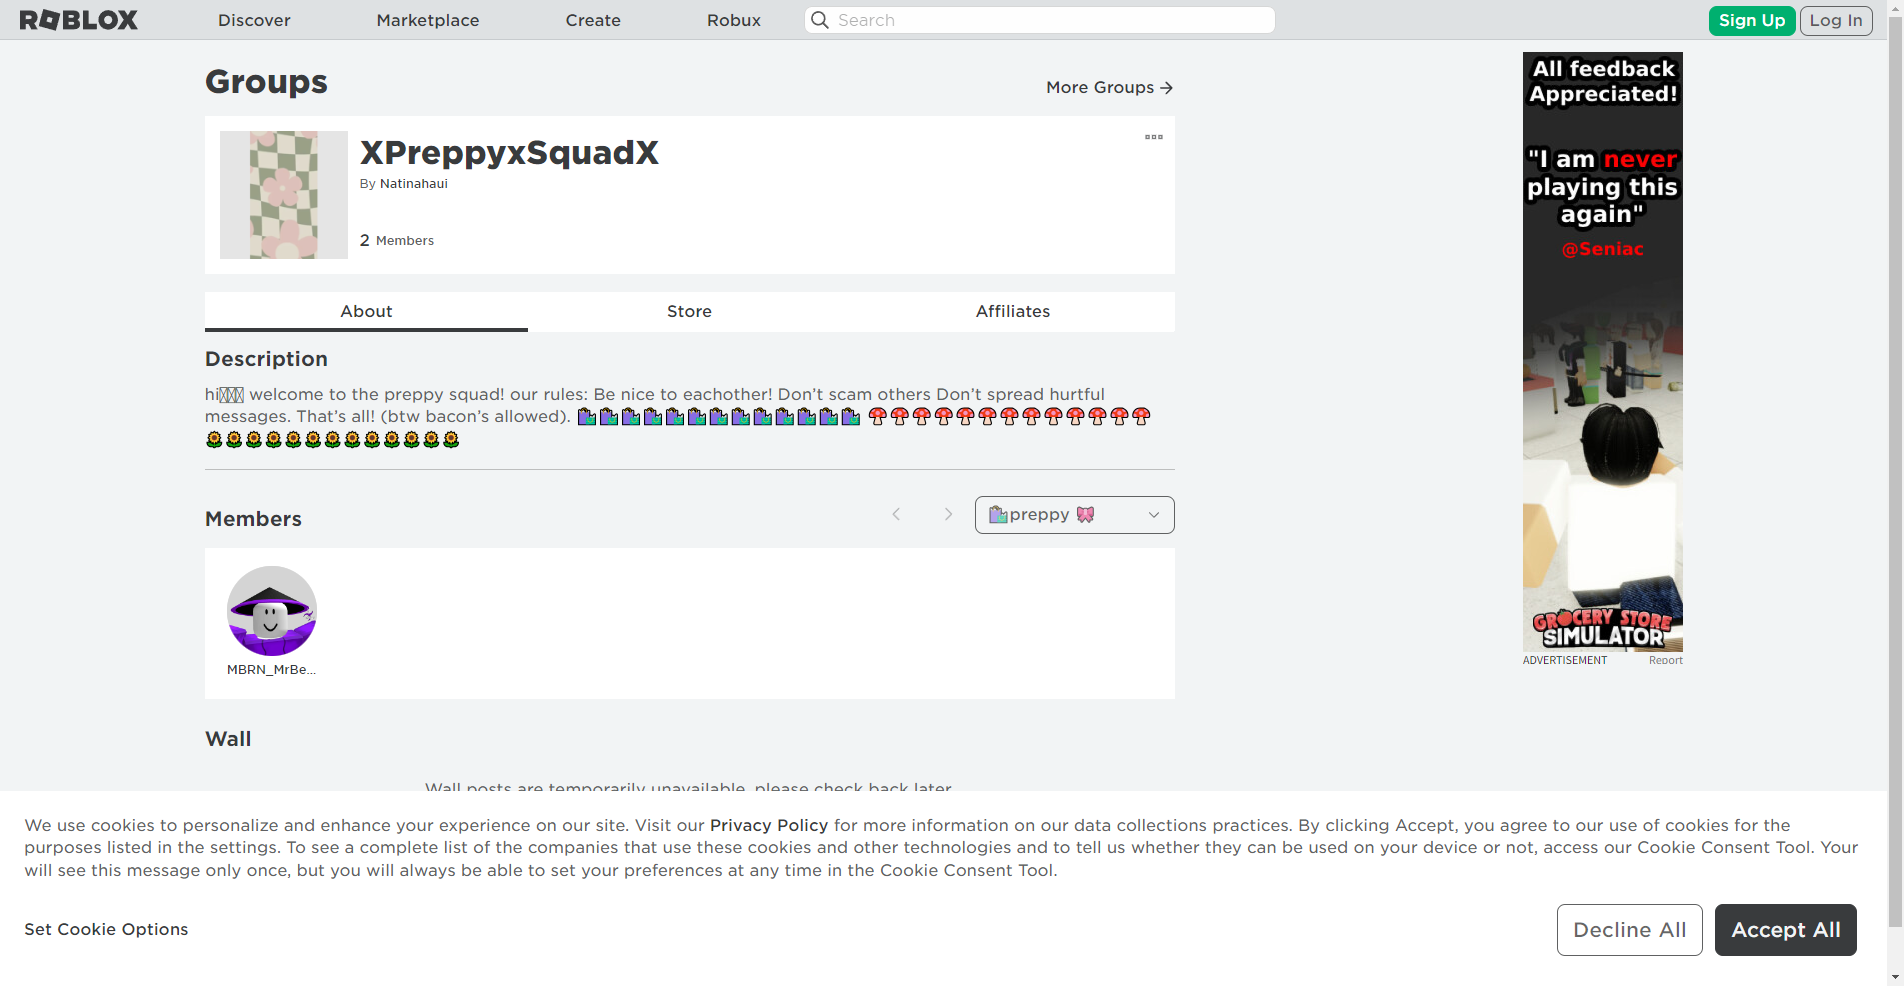 ROBLOX
Discover
Marketplace
Create
Robux
Search
Sign Up
Log In
Groups
More Groups →
XPreppyxSquadX
By Natinahaui
2 Members
About
Store
Affiliates
Description
hi welcome to the preppy squad! our rules: Be nice to eachother! Don’t scam others Don’t spread hurtful
messages. That’s all! (btw bacon’s allowed). 🛍🛍🛍🛍🛍🛍🛍🛍🛍🛍🛍🛍🛍 🍄🍄🍄🍄🍄🍄🍄🍄🍄🍄🍄🍄🍄
🌻🌻🌻🌻🌻🌻🌻🌻🌻🌻🌻🌻🌻
Members
🛍preppy 🎀
MBRN_MrBe...
Wall
Wall posts are temporarily unavailable, please check back later.
All feedback
Appreciated!
"I am never
playing this
again"
@Seniac
GROCERY STORE
SIMULATOR
ADVERTISEMENT
Report
We use cookies to personalize and enhance your experience on our site. Visit our Privacy Policy for more information on our data collections practices. By clicking Accept, you agree to our use of cookies for the
purposes listed in the settings. To see a complete list of the companies that use these cookies and other technologies and to tell us whether they can be used on your device or not, access our Cookie Consent Tool. Your
will see this message only once, but you will always be able to set your preferences at any time in the Cookie Consent Tool.
Set Cookie Options
Decline All
Accept All